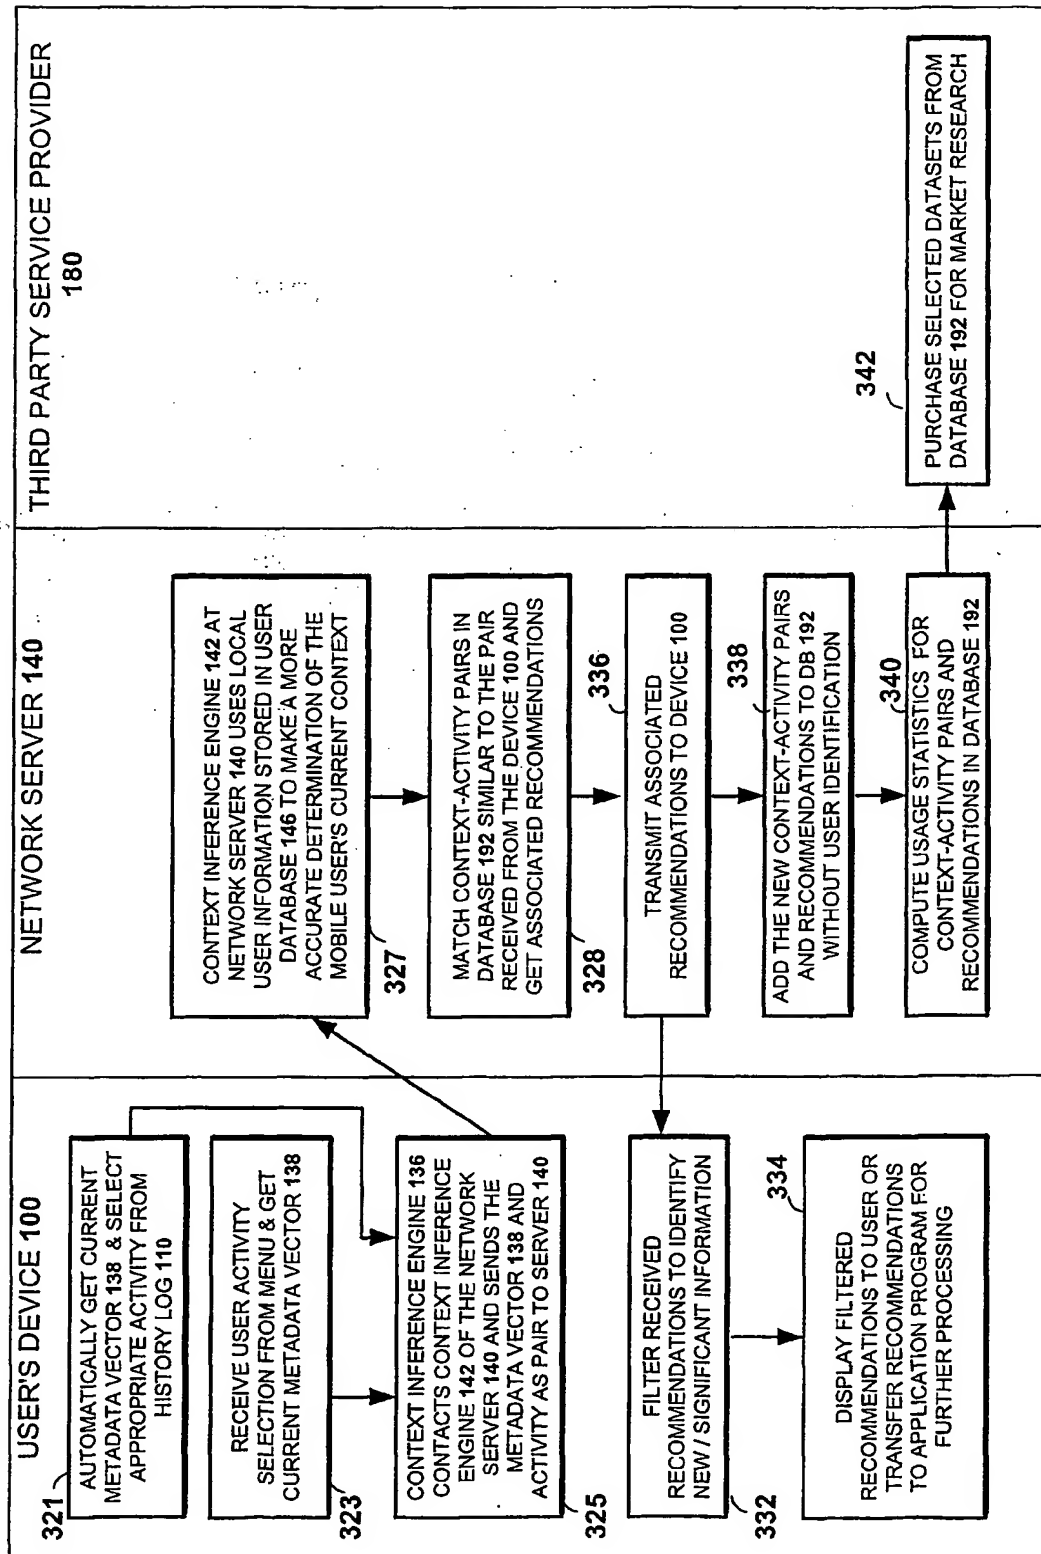 USER'S DEVICE 100
321
AUTOMATICALLY GET CURRENT
METADATA VECTOR 138 & SELECT
APPROPRIATE ACTIVITY FROM
HISTORY LOG 110
323
RECEIVE USER ACTIVITY
SELECTION FROM MENU & GET
CURRENT METADATA VECTOR 138
CONTEXT INFERENCE ENGINE 136
CONTACTS CONTEXT INFERENCE
ENGINE 142 OF THE NETWORK
SERVER 140 AND SENDS THE
METADATA VECTOR 138 AND
ACTIVITY AS PAIR TO SERVER 140
325
FILTER RECEIVED
RECOMMENDATIONS TO IDENTIFY
NEW / SIGNIFICANT INFORMATION
332
334
DISPLAY FILTERED
RECOMMENDATIONS TO USER OR
TRANSFER RECOMMENDATIONS
TO APPLICATION PROGRAM FOR
FURTHER PROCESSING
NETWORK SERVER 140
CONTEXT INFERENCE ENGINE 142 AT
NETWORK SERVER 140 USES LOCAL
USER INFORMATION STORED IN USER
DATABASE 146 TO MAKE A MORE
ACCURATE DETERMINATION OF THE
MOBILE USER'S CURRENT CONTEXT
327
MATCH CONTEXT-ACTIVITY PAIRS IN
DATABASE 192 SIMILAR TO THE PAIR
RECEIVED FROM THE DEVICE 100 AND
GET ASSOCIATED RECOMMENDATIONS
328
336
TRANSMIT ASSOCIATED
RECOMMENDATIONS TO DEVICE 100
338
ADD THE NEW CONTEXT-ACTIVITY PAIRS
AND RECOMMENDATIONS TO DB 192
WITHOUT USER IDENTIFICATION
340
COMPUTE USAGE STATISTICS FOR
CONTEXT-ACTIVITY PAIRS AND
RECOMMENDATIONS IN DATABASE 192
THIRD PARTY SERVICE PROVIDER
180
342
PURCHASE SELECTED DATASETS FROM
DATABASE 192 FOR MARKET RESEARCH